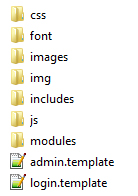 css
font
images
img
includes
js
modules
admin.template
login.template